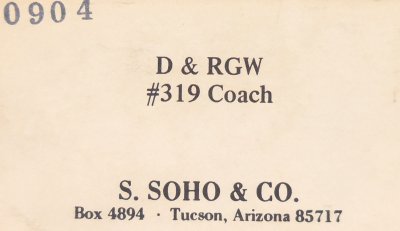 0904
D & RGW
#319 Coach
S. SOHO & CO.
Box 4894 · Tucson, Arizona 85717